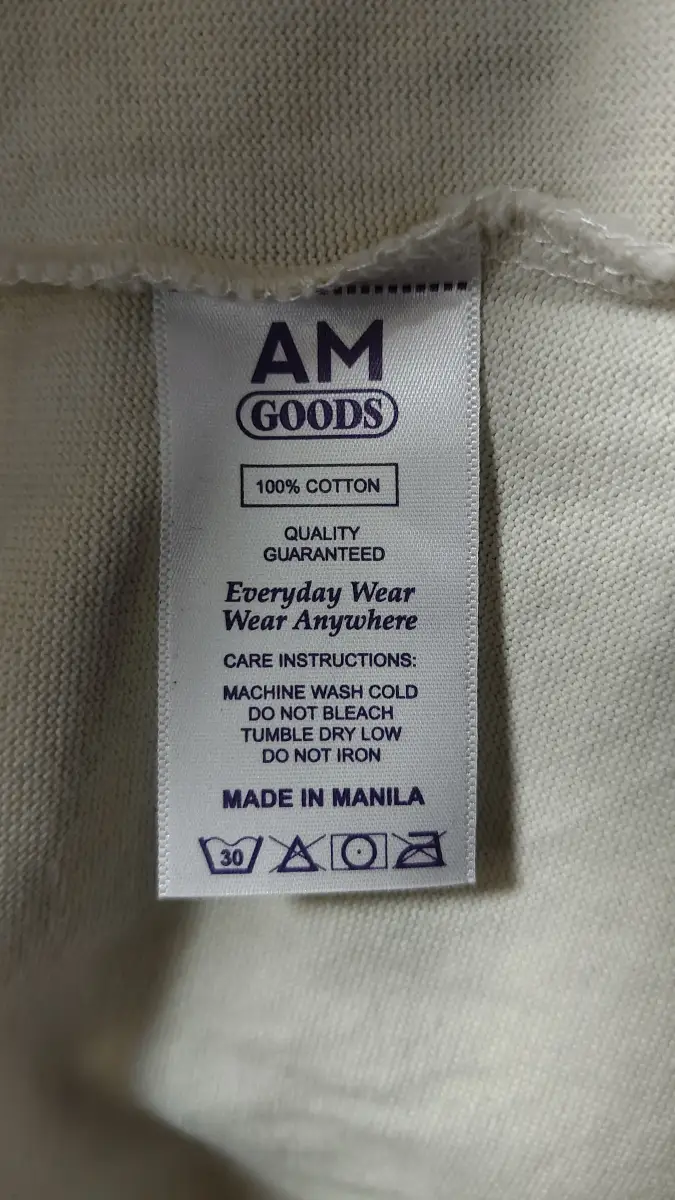 AM
GOODS
100% COTTON
QUALITY
GUARANTEED
Everyday Wear
Wear Anywhere
CARE INSTRUCTIONS:
MACHINE WASH COLD
DO NOT BLEACH
TUMBLE DRY LOW
DO NOT IRON
MADE IN MANILA
30